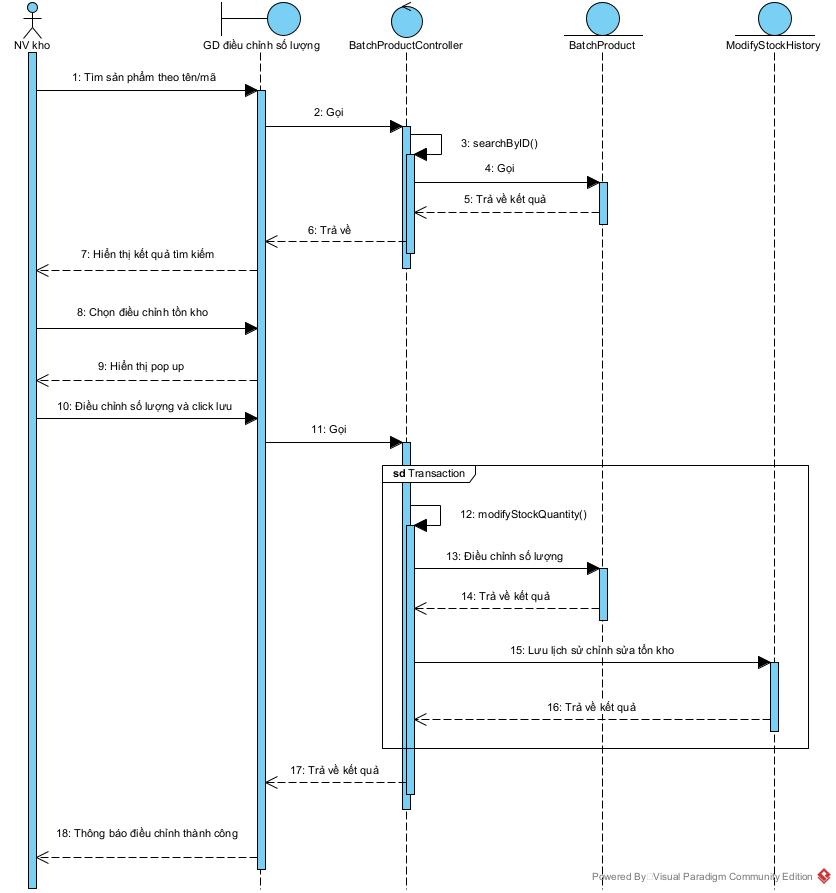 NV kho
GD điều chỉnh số lượng
BatchProductController
BatchProduct
ModifyStockHistory
1: Tìm sản phẩm theo tên/mã
2: Gọi
3: searchByID()
4: Gọi
5: Trả về kết quả
6: Trả về
7: Hiển thị kết quả tìm kiếm
8: Chọn điều chỉnh tồn kho
9: Hiển thị pop up
10: Điều chỉnh số lượng và click lưu
11: Gọi
sd Transaction
12: modifyStockQuantity()
13: Điều chỉnh số lượng
14: Trả về kết quả
15: Lưu lịch sử chỉnh sửa tồn kho
16: Trả về kết quả
17: Trả về kết quả
18: Thông báo điều chỉnh thành công
Powered By Visual Paradigm Community Edition